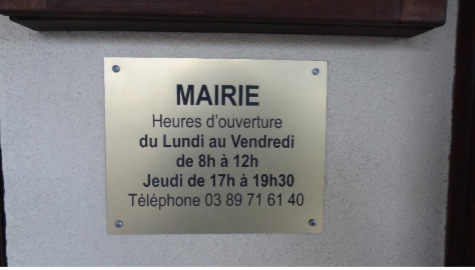 MAIRIE
Heures d'ouverture
du Lundi au Vendredi
de 8h à 12h
Jeudi de 17h à 19h30
Téléphone 03 89 71 61 40